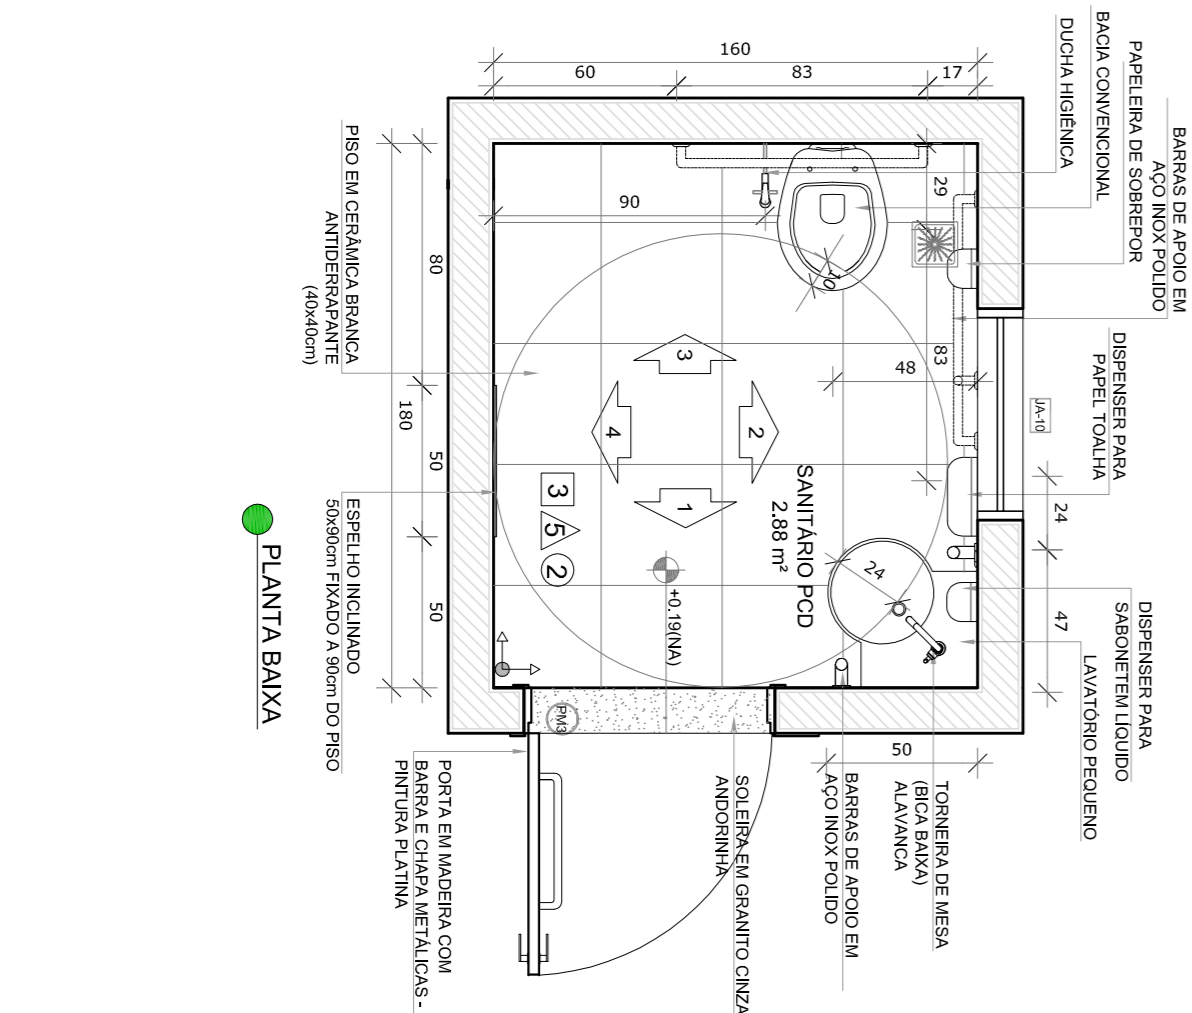 160
60
83
17
DUCHA HIGIÊNICA
BACIA CONVENCIONAL
PAPELEIRA DE SOBREPOR
BARRAS DE APOIO EM
AÇO INOX POLIDO
DISPENSER PARA
PAPEL TOALHA
JA-10
DISPENSER PARA
SABONETEM LÍQUIDO
LAVATÓRIO PEQUENO
TORNEIRA DE MESA
(BICA BAIXA)
ALAVANCA
BARRAS DE APOIO EM
AÇO INOX POLIDO
SOLEIRA EM GRANITO CINZA
ANDORINHA
PORTA EM MADEIRA COM
BARRA E CHAPA METÁLICAS -
PINTURA PLATINA
PISO EM CERÂMICA BRANCA
ANTIDERRAPANTE
(40x40cm)
ESPELHO INCLINADO
50x90cm FIXADO A 90cm DO PISO
80
50
50
180
90
29
10
83
48
24
47
24
50
3
2
4
1
SANITÁRIO PCD
2.88 m²
3
5
2
+0.19(NA)
PM3
PLANTA BAIXA